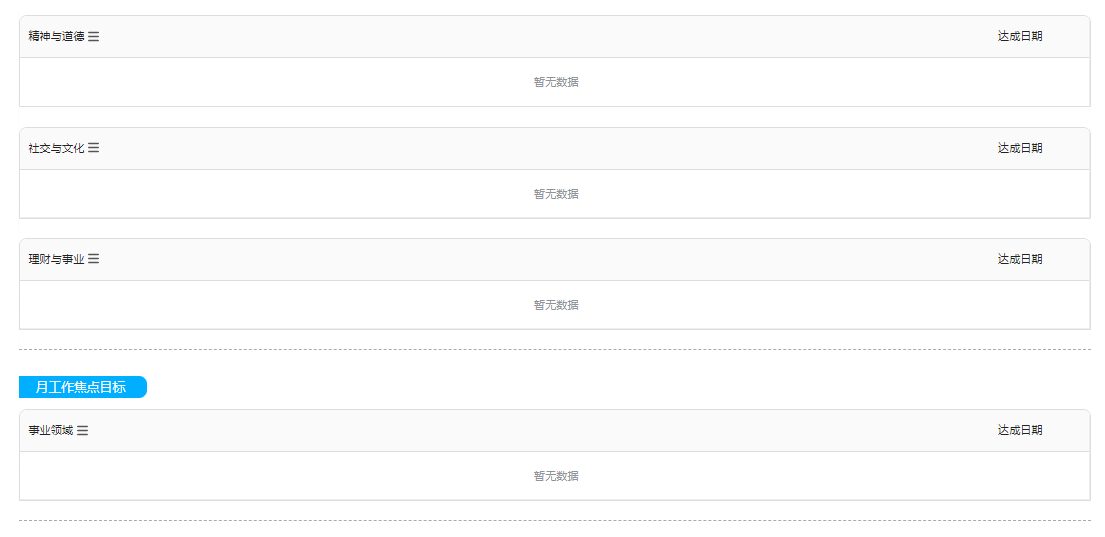 精神与道德 达成日期
暂无数据
社交与文化 达成日期
暂无数据
理财与事业 达成日期
暂无数据
月工作焦点目标
事业领域 达成日期
暂无数据